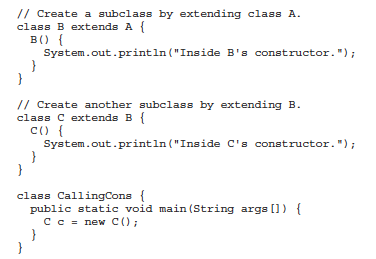 // Create a subclass by extending class A.
class B extends A {
  B() {
    System.out.println("Inside B's constructor.");
  }
}

// Create another subclass by extending B.
class C extends B {
  C() {
    System.out.println("Inside C's constructor.");
  }
}

class CallingCons {
  public static void main(String args[]) {
    C c = new C();
  }
}